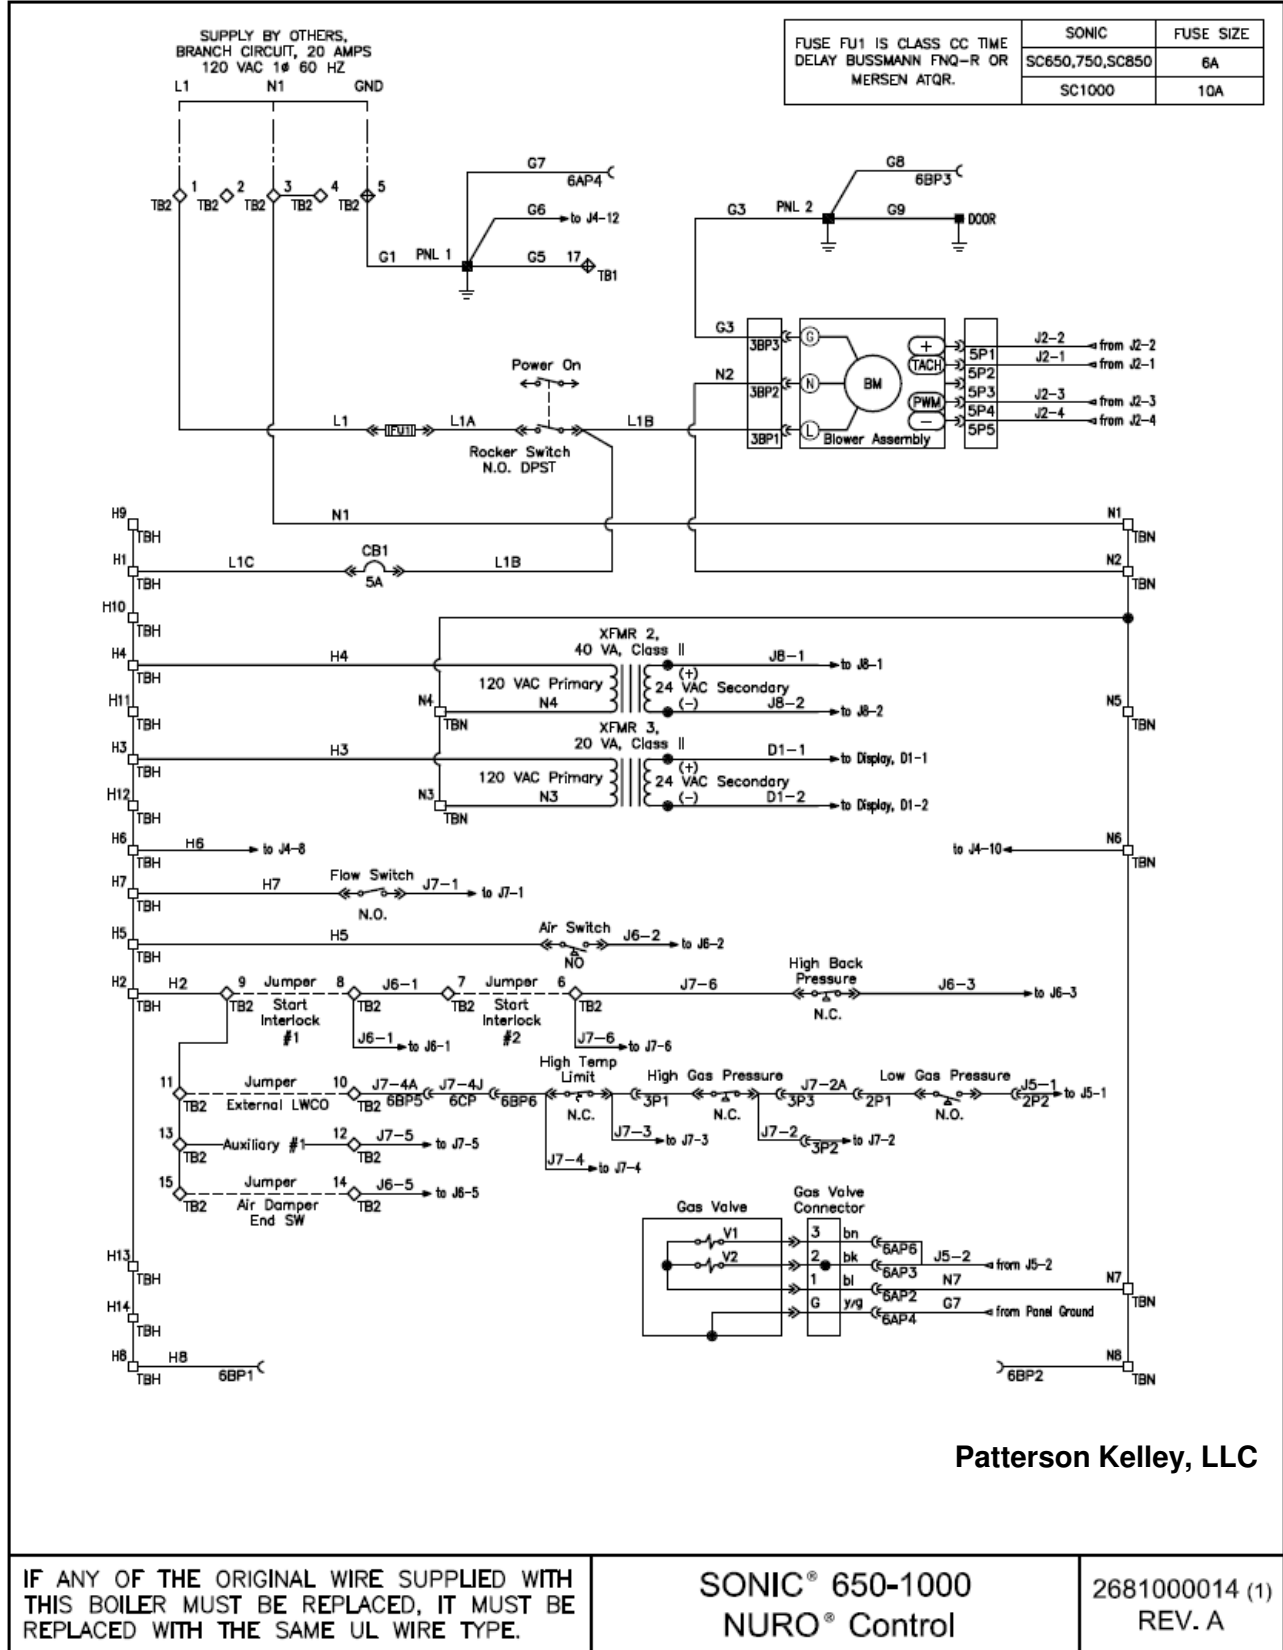 SUPPLY BY OTHERS,
BRANCH CIRCUIT, 20 AMPS
120 VAC 1ø 60 HZ
L1 N1 GND
FUSE FU1 IS CLASS CC TIME
DELAY BUSSMANN FNQ-R OR
MERSEN ATQR.
SONIC FUSE SIZE
SC650,750,SC850 6A
SC1000 10A
1 2 3 4 5
TB2 TB2 TB2 TB2 TB2
G7
6AP4
G6 to J4-12
G1 PNL 1 G5 17
TB1
G8
6BP3
G3 PNL 2 G9 DOOR
G3
3BP3 G
N2
3BP2 N BM
3BP1 L Blower Assembly
+ 5P1 J2-2 from J2-2
TACH 5P2 J2-1 from J2-1
5P3
PWM 5P4 J2-3 from J2-3
- 5P5 J2-4 from J2-4
Power On
L1 FU1 L1A L1B
Rocker Switch
N.O. DPST
H9 TBH N1 N1 TBN
H1 TBH L1C CB1 5A L1B N2 TBN
H10 TBH
XFMR 2,
40 VA, Class II
H4 TBH H4 J8-1 to J8-1
120 VAC Primary (+) 24 VAC Secondary
H11 TBH N4 TBN N4 (-) J8-2 to J8-2 N5 TBN
XFMR 3,
20 VA, Class II
H3 TBH H3 D1-1 to Display, D1-1
120 VAC Primary (+) 24 VAC Secondary
H12 TBH N3 TBN N3 (-) D1-2 to Display, D1-2
H6 TBH H6 to J4-8 to J4-10 N6 TBN
Flow Switch
H7 TBH H7 J7-1 to J7-1
N.O.
Air Switch
H5 TBH H5 J6-2 to J6-2
NO
High Back
Pressure
H2 TBH H2 9 Jumper 8 J6-1 7 Jumper 6 J7-6 J6-3 to J6-3
TB2 Start TB2 TB2 Start TB2 N.C.
Interlock Interlock
#1 #2
J6-1 to J6-1 J7-6 to J7-6
High Temp
Limit High Gas Pressure Low Gas Pressure
11 Jumper 10 J7-4A J7-4J J7-2A J5-1 to J5-1
TB2 External LWCO TB2 6BP5 6CP 6BP6 N.C. 3P1 N.C. 3P3 2P1 N.O. 2P2
13 Auxiliary #1 12 J7-5 to J7-5 J7-3 to J7-3 J7-2 3P2 to J7-2
TB2 TB2
J7-4 to J7-4
15 Jumper 14 J6-5 to J6-5
TB2 Air Damper TB2
End SW
Gas Valve Gas Valve
Connector
V1 3 bn 6AP6
V2 2 bk 6AP3 J5-2 from J5-2
1 bl 6AP2 N7 N7 TBN
G y/g 6AP4 G7 from Panel Ground
H13 TBH
H14 TBH
H8 TBH H8 6BP1 6BP2 N8 TBN
Patterson Kelley, LLC
IF ANY OF THE ORIGINAL WIRE SUPPLIED WITH
THIS BOILER MUST BE REPLACED, IT MUST BE
REPLACED WITH THE SAME UL WIRE TYPE.
SONIC® 650-1000
NURO® Control
2681000014 (1)
REV. A